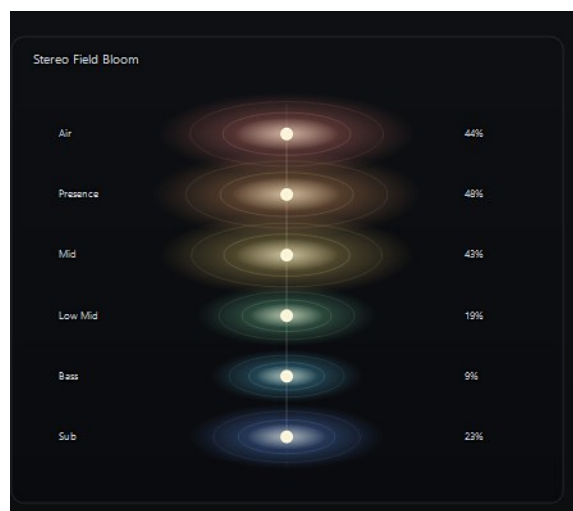 Stereo Field Bloom
Air 44%
Presence 48%
Mid 43%
Low Mid 19%
Bass 9%
Sub 23%